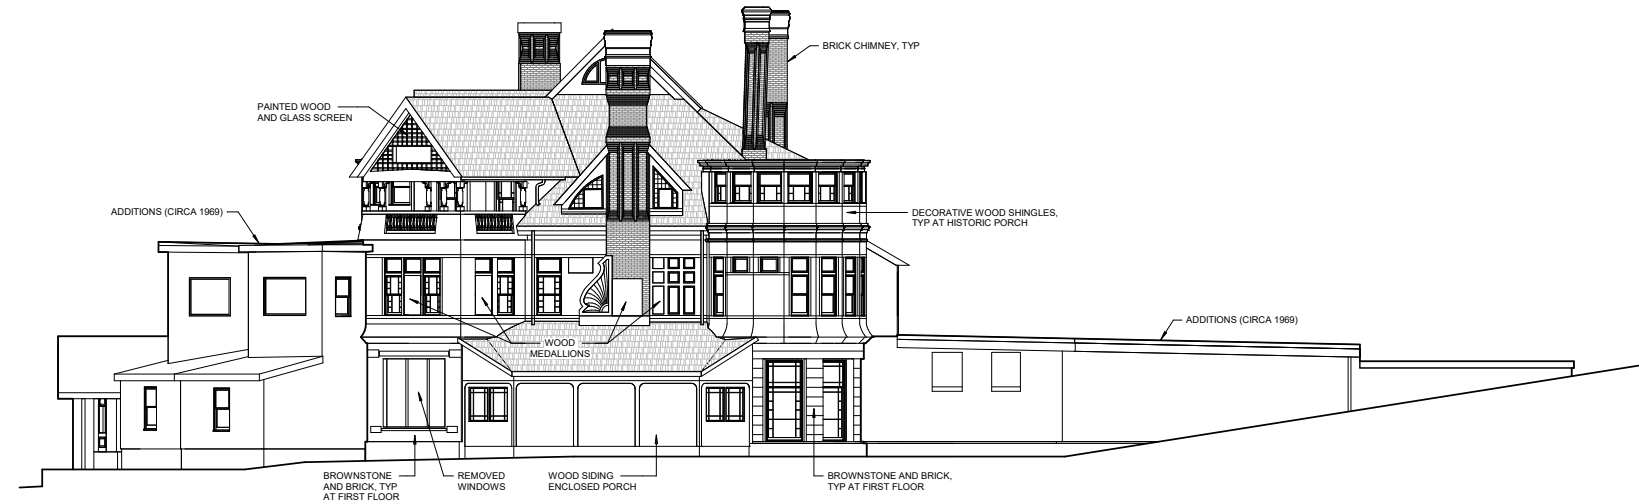 BRICK CHIMNEY, TYP
PAINTED WOOD
AND GLASS SCREEN
ADDITIONS (CIRCA 1969)
DECORATIVE WOOD SHINGLES,
TYP AT HISTORIC PORCH
ADDITIONS (CIRCA 1969)
WOOD
MEDALLIONS
BROWNSTONE
AND BRICK, TYP
AT FIRST FLOOR
REMOVED
WINDOWS
WOOD SIDING
ENCLOSED PORCH
BROWNSTONE AND BRICK,
TYP AT FIRST FLOOR